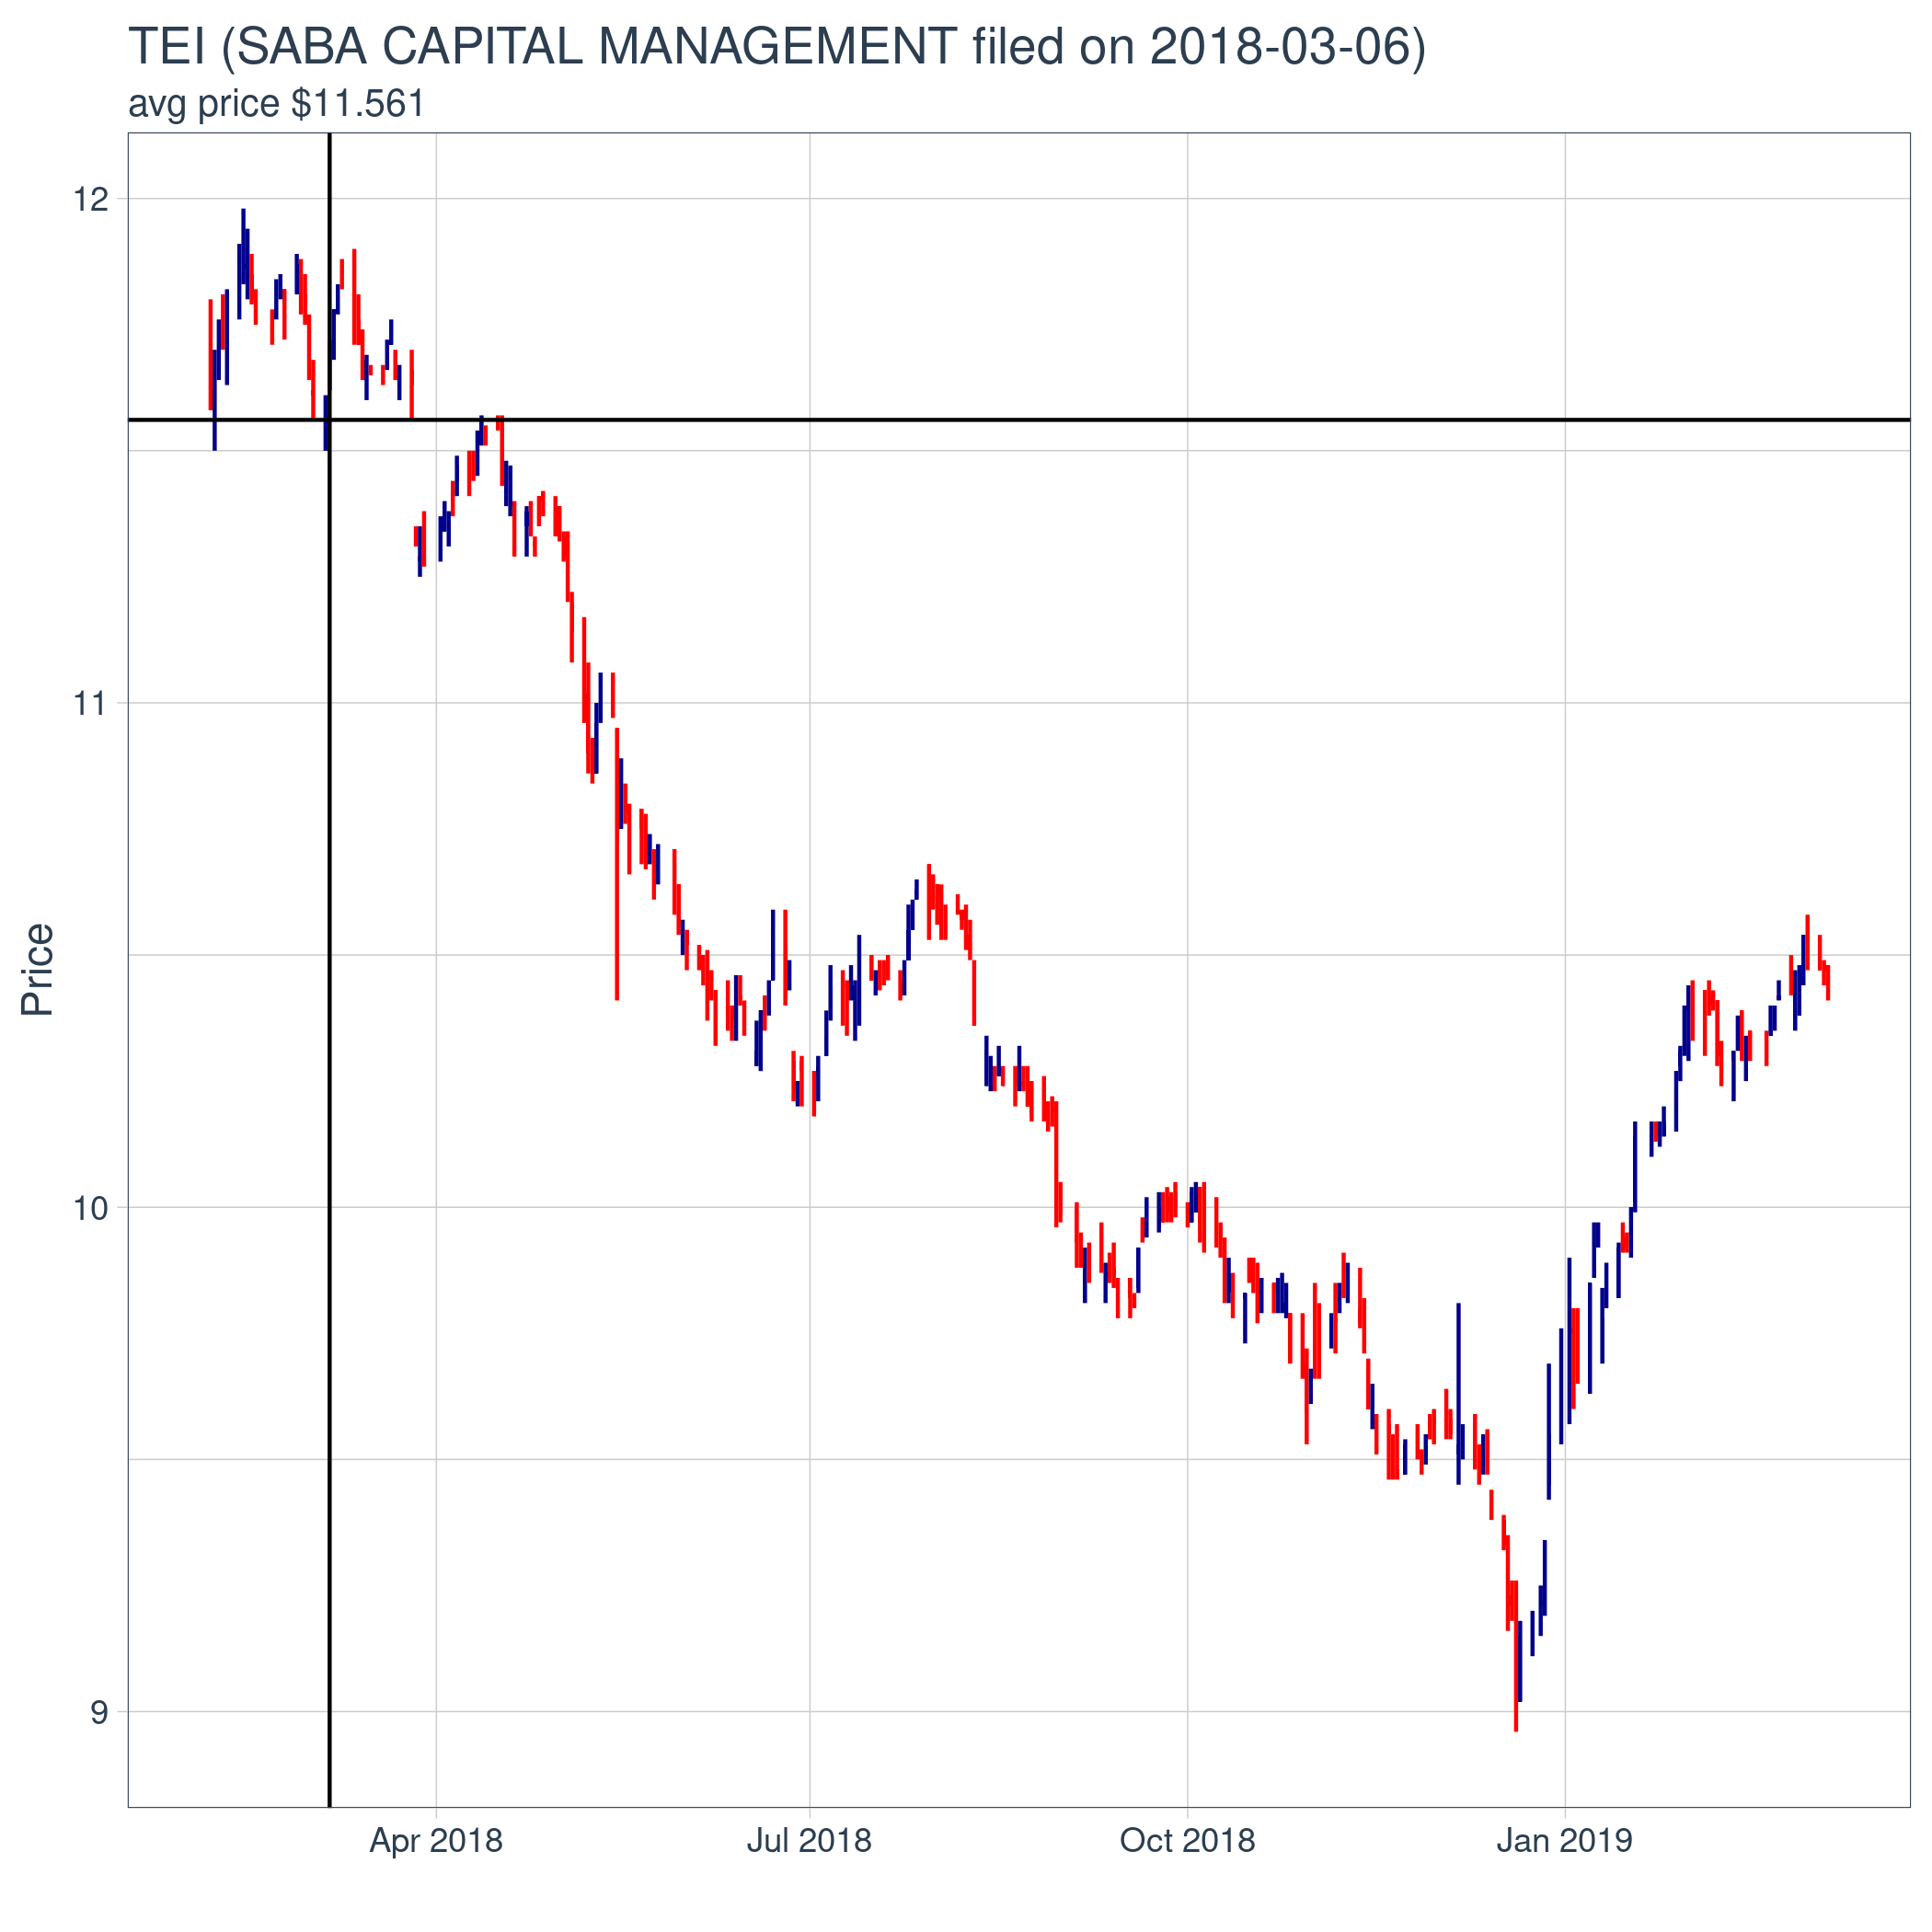 TEI (SABA CAPITAL MANAGEMENT filed on 2018-03-06)
avg price $11.561
12
11
10
9
Price
Apr 2018
Jul 2018
Oct 2018
Jan 2019